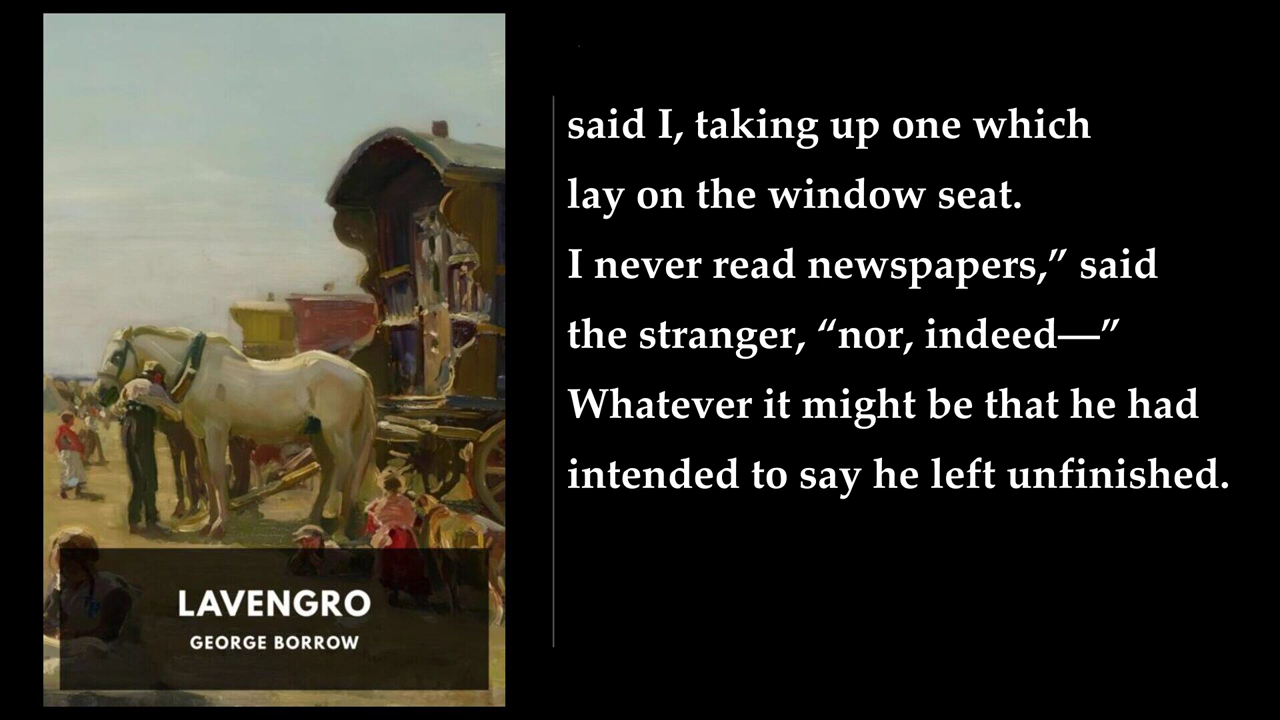 LAVENGRO
GEORGE BORROW
said I, taking up one which
lay on the window seat.
I never read newspapers,” said
the stranger, “nor, indeed—”
Whatever it might be that he had
intended to say he left unfinished.